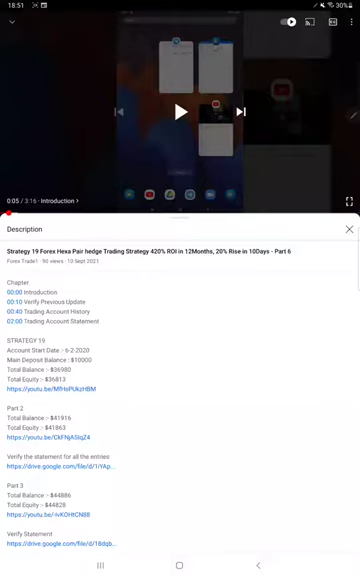 18:51
30%
0:05 / 3:16 · Introduction >
Description
Strategy 19 Forex Hexa Pair hedge Trading Strategy 420% ROI in 12Months, 20% Rise in 10Days - Part 6
Forex Trade1 · 90 views · 10 Sept 2021
Chapter
00:00 Introduction
00:10 Verify Previous Update
00:40 Trading Account History
02:00 Trading Account Statement
STRATEGY 19
Account Start Date :- 6-2-2020
Main Deposit Balance : $10000
Total Balance :- $36980
Total Equity :- $36813
https://youtu.be/MfHsPUkzHBM
Part 2
Total Balance :- $41916
Total Equity :- $41863
https://youtu.be/CkFNjASIqZ4
Verify the statement for all the entries:
https://drive.google.com/file/d/1iYAp...
Part 3
Total Balance :- $44886
Total Equity :- $44828
https://youtu.be/-ivKOHtCN88
Verify Statement
https://drive.google.com/file/d/18dqb...